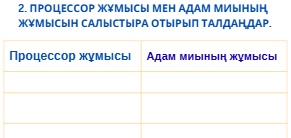 2. ПРОЦЕССОР ЖҰМЫСЫ МЕН АДАМ МИЫНЫҢ
ЖҰМЫСЫН САЛЫСТЫРА ОТЫРЫП ТАЛДАҢДАР.
Процессор жұмысы
Адам миының жұмысы